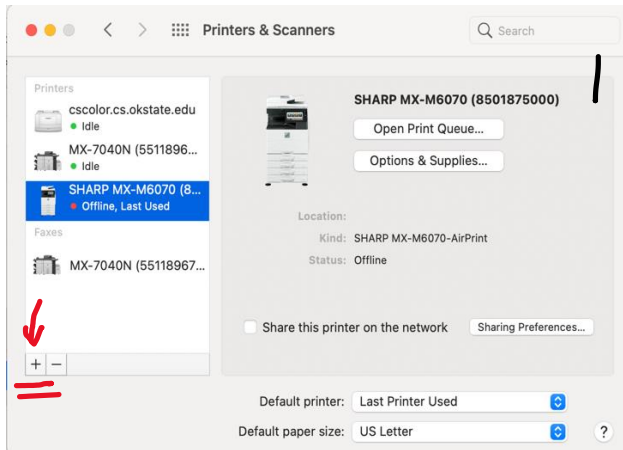 Printers & Scanners
Search
Printers
cscolor.cs.okstate.edu
Idle
MX-7040N (5511896...
Idle
SHARP MX-M6070 (8...
Offline, Last Used
Faxes
MX-7040N (55118967...
+ −
SHARP MX-M6070 (8501875000)
Open Print Queue...
Options & Supplies...
Location:
Kind: SHARP MX-M6070-AirPrint
Status: Offline
Share this printer on the network
Sharing Preferences...
Default printer: Last Printer Used
Default paper size: US Letter
?